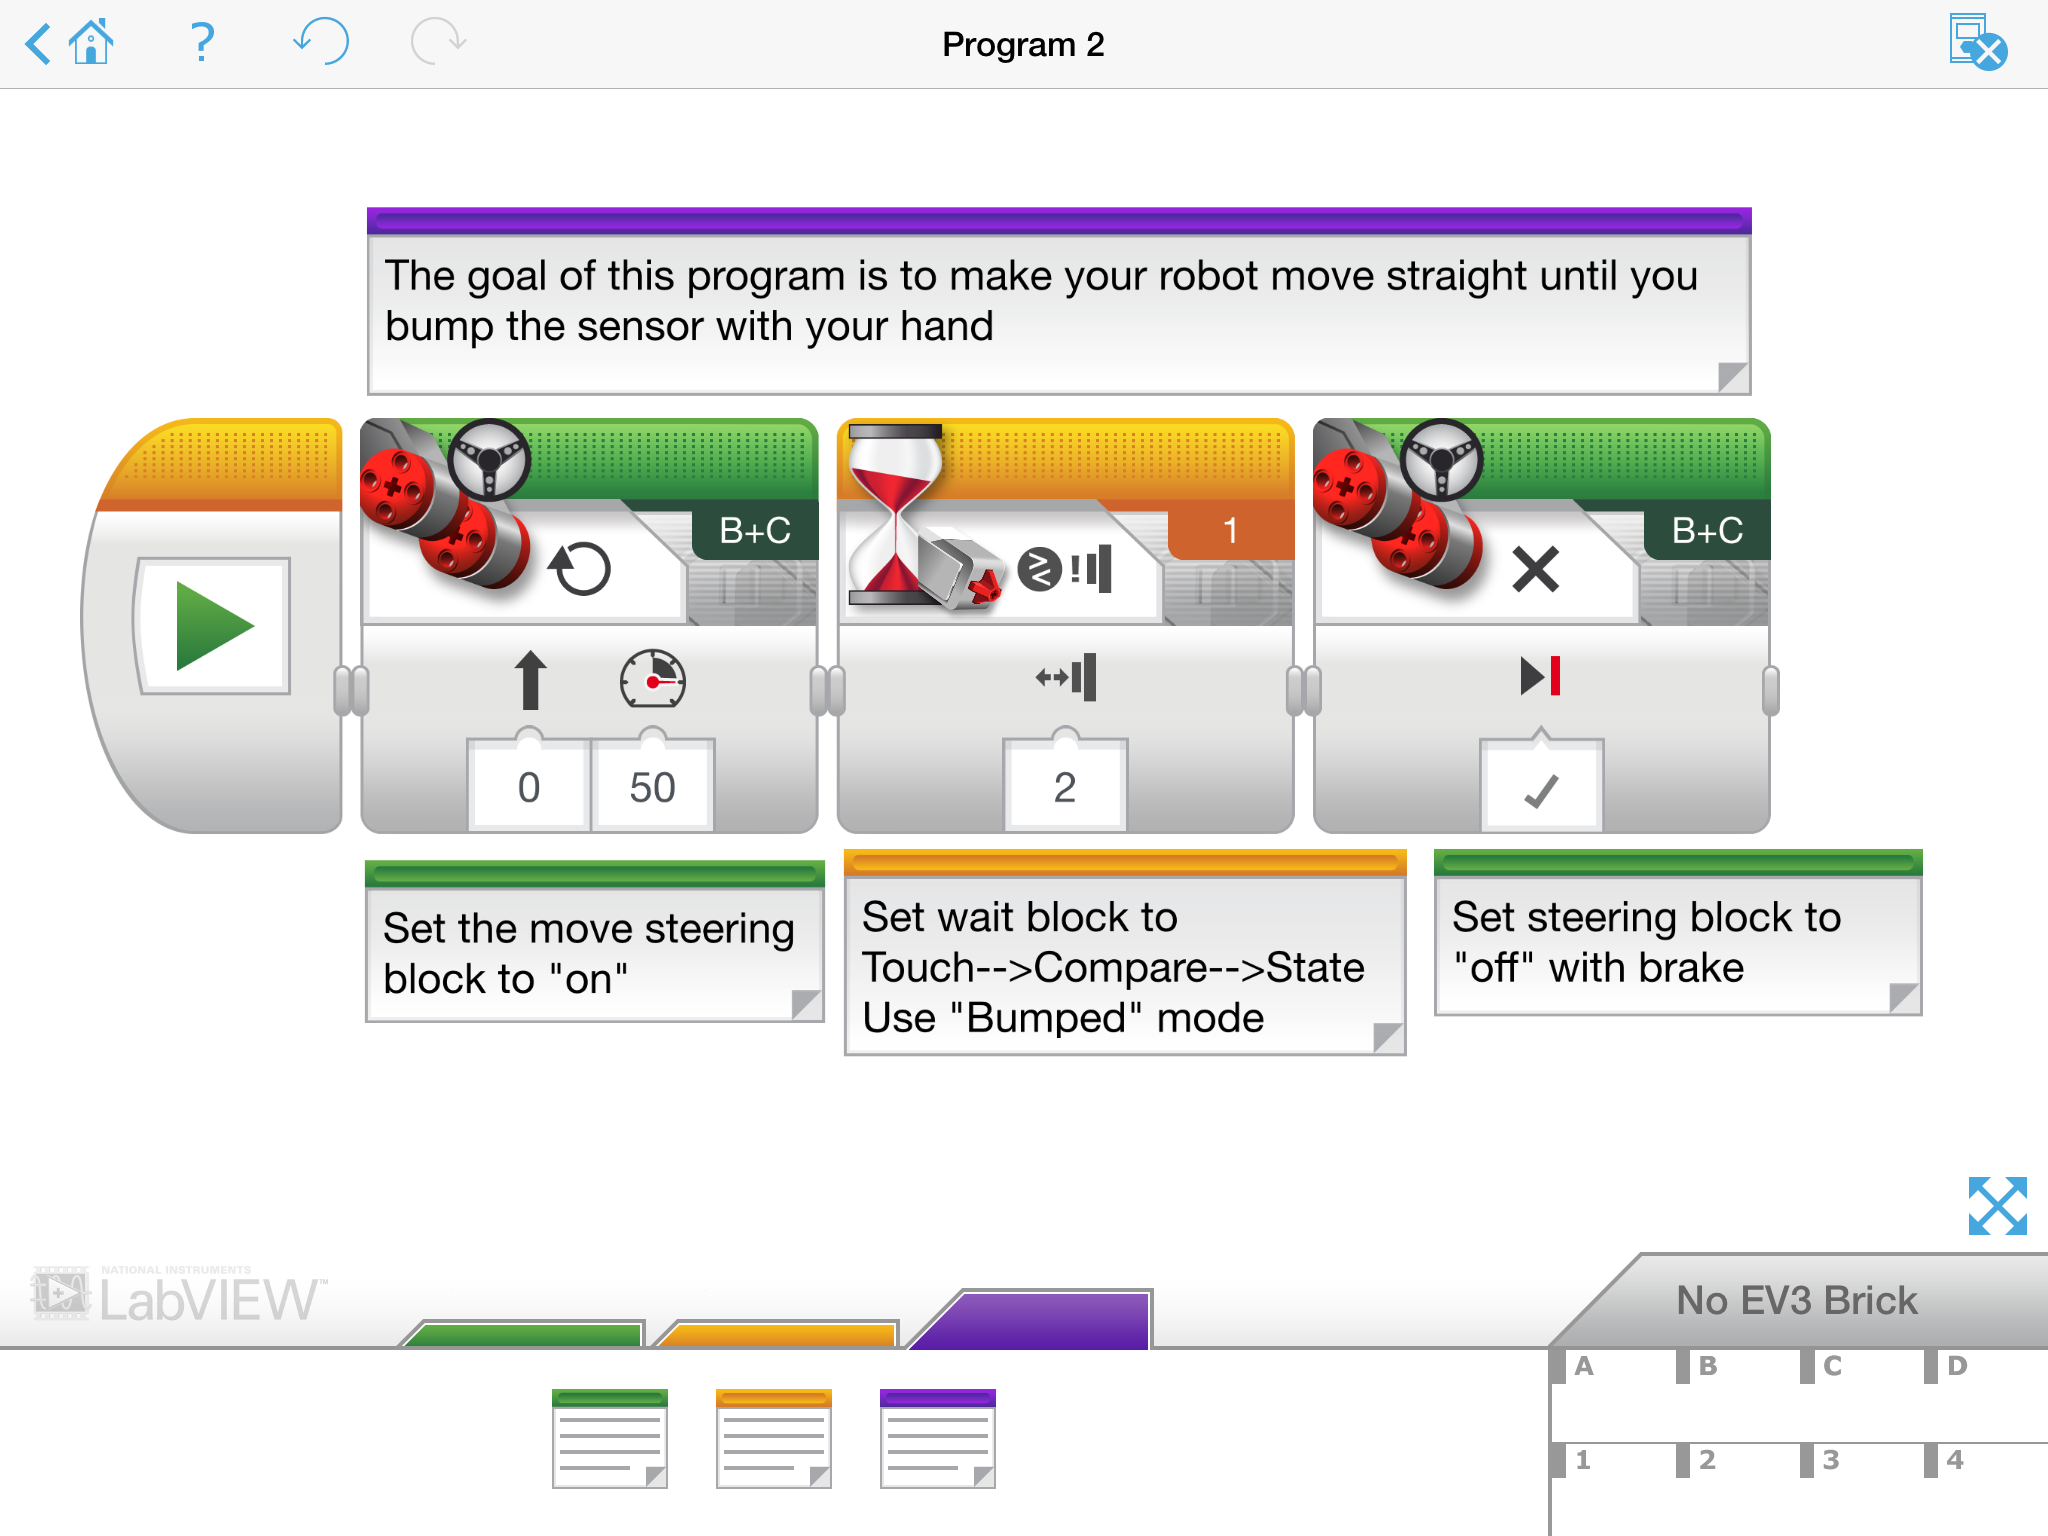 ?
Program 2
The goal of this program is to make your robot move straight until you
bump the sensor with your hand
B+C
1
B+C
0
50
2
Set the move steering
block to "on"
Set wait block to
Touch-->Compare-->State
Use "Bumped" mode
Set steering block to
"off" with brake
NATIONAL INSTRUMENTS
LabVIEW™
No EV3 Brick
A B C D
1 2 3 4